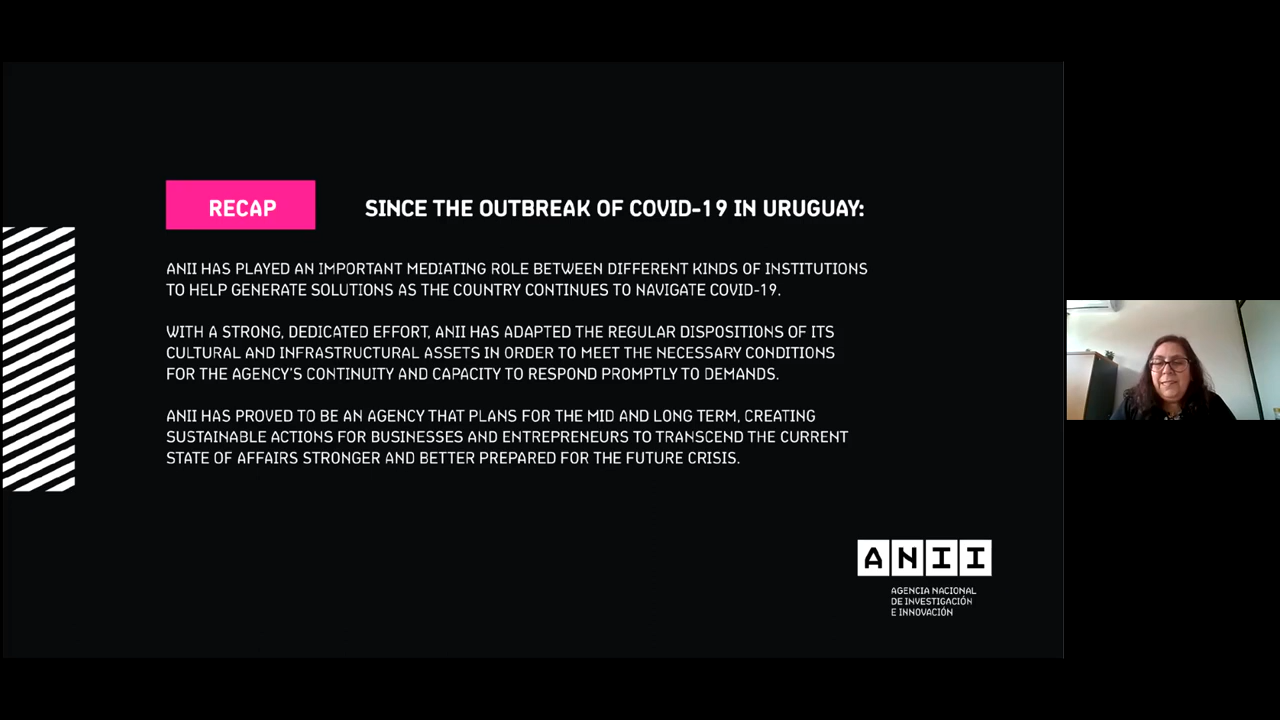 RECAP
SINCE THE OUTBREAK OF COVID-19 IN URUGUAY:
ANII HAS PLAYED AN IMPORTANT MEDIATING ROLE BETWEEN DIFFERENT KINDS OF INSTITUTIONS
TO HELP GENERATE SOLUTIONS AS THE COUNTRY CONTINUES TO NAVIGATE COVID-19.
WITH A STRONG, DEDICATED EFFORT, ANII HAS ADAPTED THE REGULAR DISPOSITIONS OF ITS
CULTURAL AND INFRASTRUCTURAL ASSETS IN ORDER TO MEET THE NECESSARY CONDITIONS
FOR THE AGENCY'S CONTINUITY AND CAPACITY TO RESPOND PROMPTLY TO DEMANDS.
ANII HAS PROVED TO BE AN AGENCY THAT PLANS FOR THE MID AND LONG TERM, CREATING
SUSTAINABLE ACTIONS FOR BUSINESSES AND ENTREPRENEURS TO TRANSCEND THE CURRENT
STATE OF AFFAIRS STRONGER AND BETTER PREPARED FOR THE FUTURE CRISIS.
ANII
AGENCIA NACIONAL
DE INVESTIGACIÓN
E INNOVACIÓN